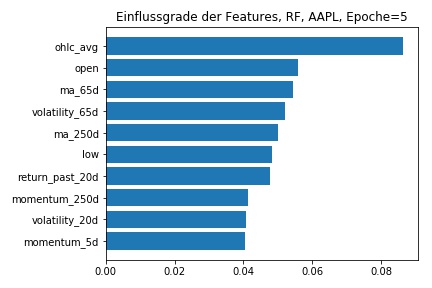 Einflussgrade der Features, RF, AAPL, Epoche=5
ohlc_avg
open
ma_65d
volatility_65d
ma_250d
low
return_past_20d
momentum_250d
volatility_20d
momentum_5d
0.00 0.02 0.04 0.06 0.08